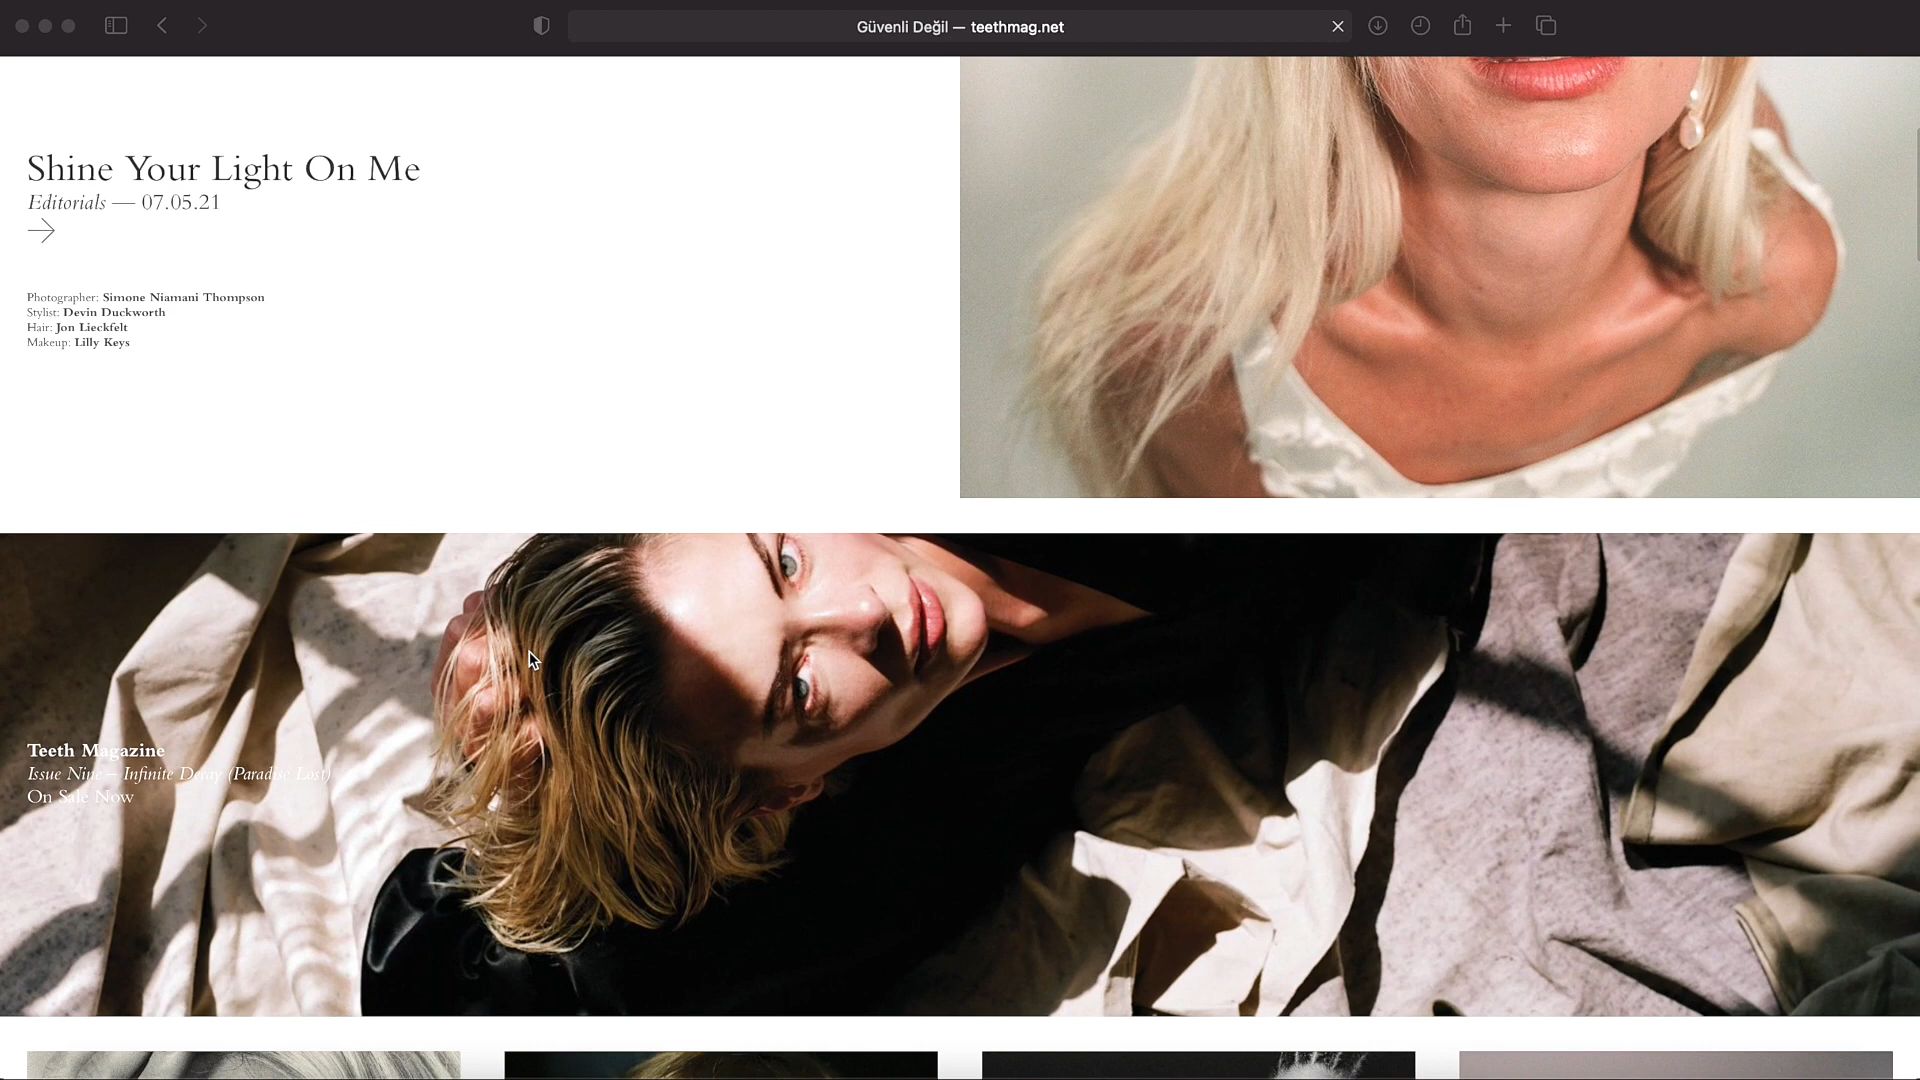 Güvenli Değil — teethmag.net
Shine Your Light On Me
Editorials — 07.05.21
Photographer: Simone Niamani Thompson
Stylist: Devin Duckworth
Hair: Jon Lieckfelt
Makeup: Lilly Keys
Teeth Magazine
Issue Nine – Infinite Decay (Paradise Lost)
On Sale Now